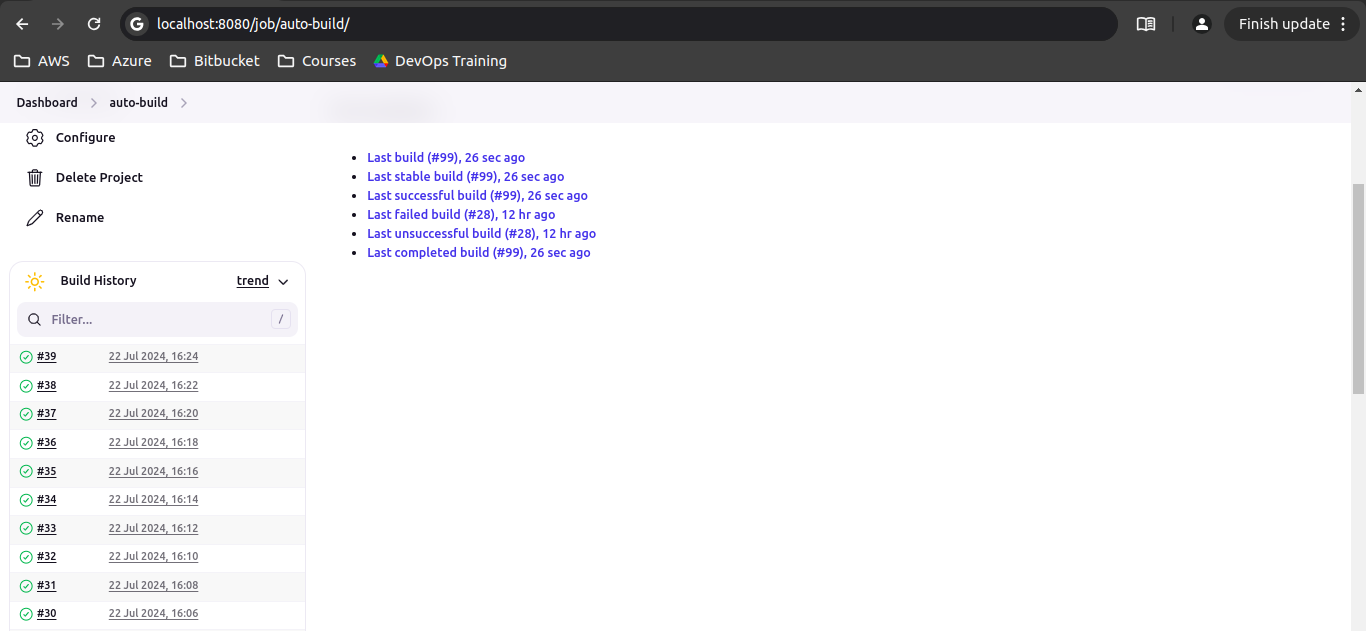 localhost:8080/job/auto-build/
Finish update
AWS Azure Bitbucket Courses DevOps Training
Dashboard auto-build
Configure
Delete Project
Rename
Last build (#99), 26 sec ago
Last stable build (#99), 26 sec ago
Last successful build (#99), 26 sec ago
Last failed build (#28), 12 hr ago
Last unsuccessful build (#28), 12 hr ago
Last completed build (#99), 26 sec ago
Build History trend
Filter... /
#39 22 Jul 2024, 16:24
#38 22 Jul 2024, 16:22
#37 22 Jul 2024, 16:20
#36 22 Jul 2024, 16:18
#35 22 Jul 2024, 16:16
#34 22 Jul 2024, 16:14
#33 22 Jul 2024, 16:12
#32 22 Jul 2024, 16:10
#31 22 Jul 2024, 16:08
#30 22 Jul 2024, 16:06